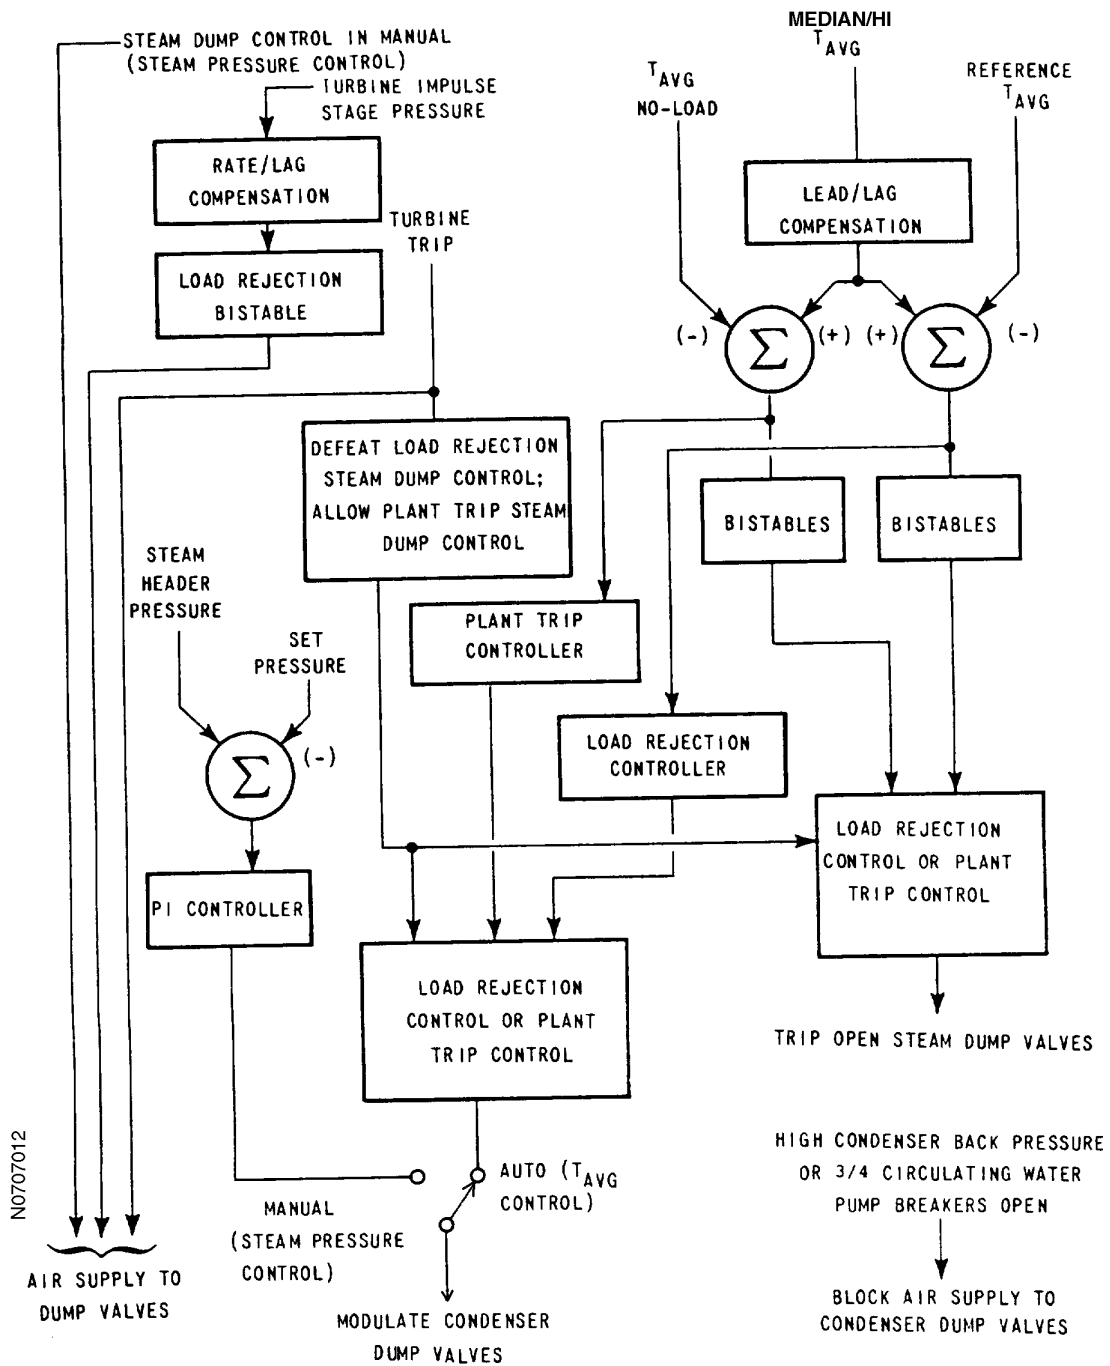 MEDIAN/HI
TAVG
STEAM DUMP CONTROL IN MANUAL
(STEAM PRESSURE CONTROL)
TURBINE IMPULSE
STAGE PRESSURE
TAVG
NO-LOAD
REFERENCE
TAVG
RATE/LAG
COMPENSATION
LEAD/LAG
COMPENSATION
TURBINE
TRIP
LOAD REJECTION
BISTABLE
(-)
Σ
(+)
(+)
Σ
(-)
DEFEAT LOAD REJECTION
STEAM DUMP CONTROL;
ALLOW PLANT TRIP STEAM
DUMP CONTROL
BISTABLES
BISTABLES
STEAM
HEADER
PRESSURE
SET
PRESSURE
PLANT TRIP
CONTROLLER
Σ
(-)
LOAD REJECTION
CONTROLLER
LOAD REJECTION
CONTROL OR PLANT
TRIP CONTROL
PI CONTROLLER
LOAD REJECTION
CONTROL OR PLANT
TRIP CONTROL
TRIP OPEN STEAM DUMP VALVES
HIGH CONDENSER BACK PRESSURE
OR 3/4 CIRCULATING WATER
PUMP BREAKERS OPEN
AUTO (TAVG
CONTROL)
MANUAL
(STEAM PRESSURE
CONTROL)
N0707012
AIR SUPPLY TO
DUMP VALVES
MODULATE CONDENSER
DUMP VALVES
BLOCK AIR SUPPLY TO
CONDENSER DUMP VALVES